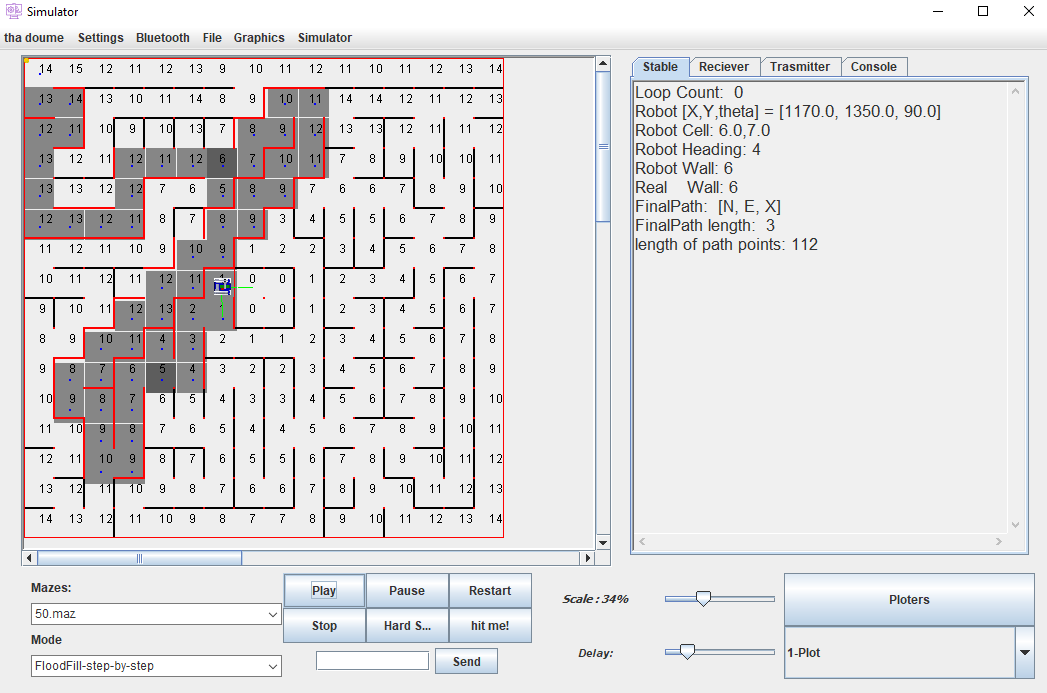 Simulator
tha doume Settings Bluetooth File Graphics Simulator
14 15 12 11 12 13 9 10 11 12 11 10 11 12 13 14
13 14 13 10 11 14 8 9 10 11 14 14 12 11 12 13
12 11 10 9 10 13 7 8 9 12 13 13 12 11 11 12
13 12 11 12 11 12 6 7 10 11 7 8 9 10 10 11
13 13 12 12 7 6 5 8 9 7 6 6 7 8 9 10
12 13 12 11 8 7 8 9 3 4 5 5 6 7 8 9
11 12 11 10 9 10 9 1 2 2 3 4 5 6 7 8
10 11 12 11 12 11 0 0 1 2 3 4 5 6 7
9 10 11 12 13 2 0 0 1 2 3 4 5 6 7
8 9 10 11 4 3 2 1 1 2 3 4 5 6 7 8
9 8 7 6 5 4 3 2 2 3 4 5 6 7 8 9
10 9 8 7 6 5 4 3 3 4 5 6 7 8 9 10
11 10 9 8 7 6 5 4 4 5 6 7 8 9 10 11
12 11 10 9 8 7 6 5 5 6 7 8 9 10 11 12
13 12 11 10 9 8 7 6 6 7 8 9 10 11 12 13
14 13 12 11 10 9 8 7 7 8 9 10 11 12 13 14
Stable Reciever Trasmitter Console
Loop Count: 0
Robot [X,Y,theta] = [1170.0, 1350.0, 90.0]
Robot Cell: 6.0,7.0
Robot Heading: 4
Robot Wall: 6
Real Wall: 6
FinalPath: [N, E, X]
FinalPath length: 3
length of path points: 112
Mazes:
50.maz
Mode
FloodFill-step-by-step
Play Pause Restart
Stop Hard S... hit me!
Send
Scale : 34%
Delay:
Ploters
1-Plot